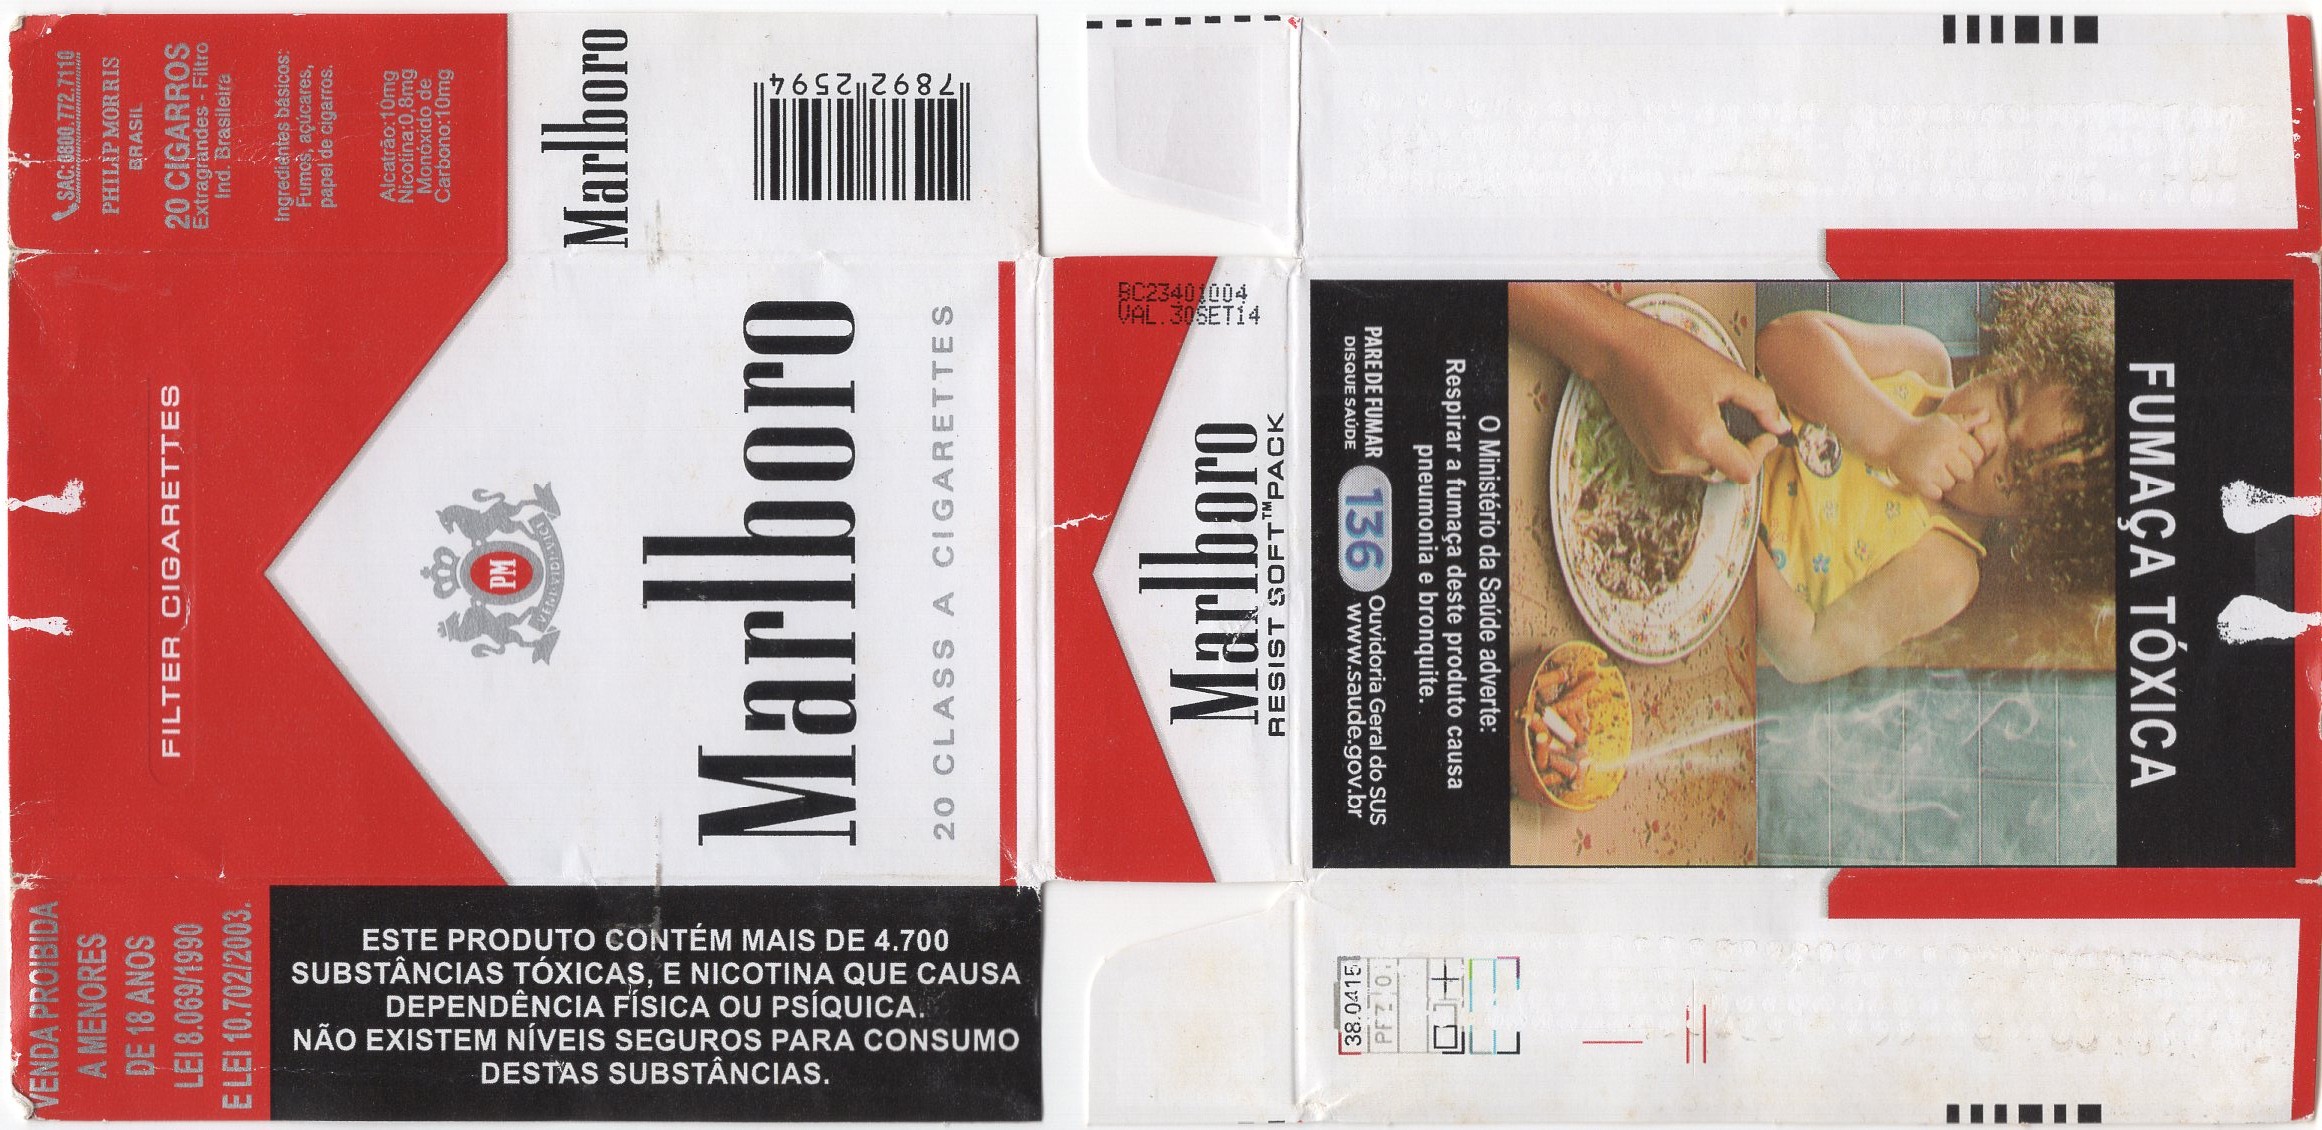 SAC:0800.772.7110
PHILIP MORRIS
BRASIL
20 CIGARROS
Extragrandes - Filtro
Ind. Brasileira
Ingredientes básicos:
Fumos, açúcares,
papel de cigarros.
Alcatrão:10mg
Nicotina:0,8mg
Monóxido de
Carbono:10mg
Marlboro
7892 2594
FILTER CIGARETTES
PM
VENI·VIDI·VICI
Marlboro
20 CLASS A CIGARETTES
VENDA PROIBIDA
A MENORES
DE 18 ANOS
LEI 8.069/1990
E LEI 10.702/2003.
ESTE PRODUTO CONTÉM MAIS DE 4.700
SUBSTÂNCIAS TÓXICAS, E NICOTINA QUE CAUSA
DEPENDÊNCIA FÍSICA OU PSÍQUICA.
NÃO EXISTEM NÍVEIS SEGUROS PARA CONSUMO
DESTAS SUBSTÂNCIAS.
BC23401004
VAL.30SET14
Marlboro
RESIST SOFT™PACK
FUMAÇA TÓXICA
O Ministério da Saúde adverte:
Respirar a fumaça deste produto causa
pneumonia e bronquite.
PARE DE FUMAR
DISQUE SAÚDE
136
Ouvidoria Geral do SUS
www.saude.gov.br
38.0415